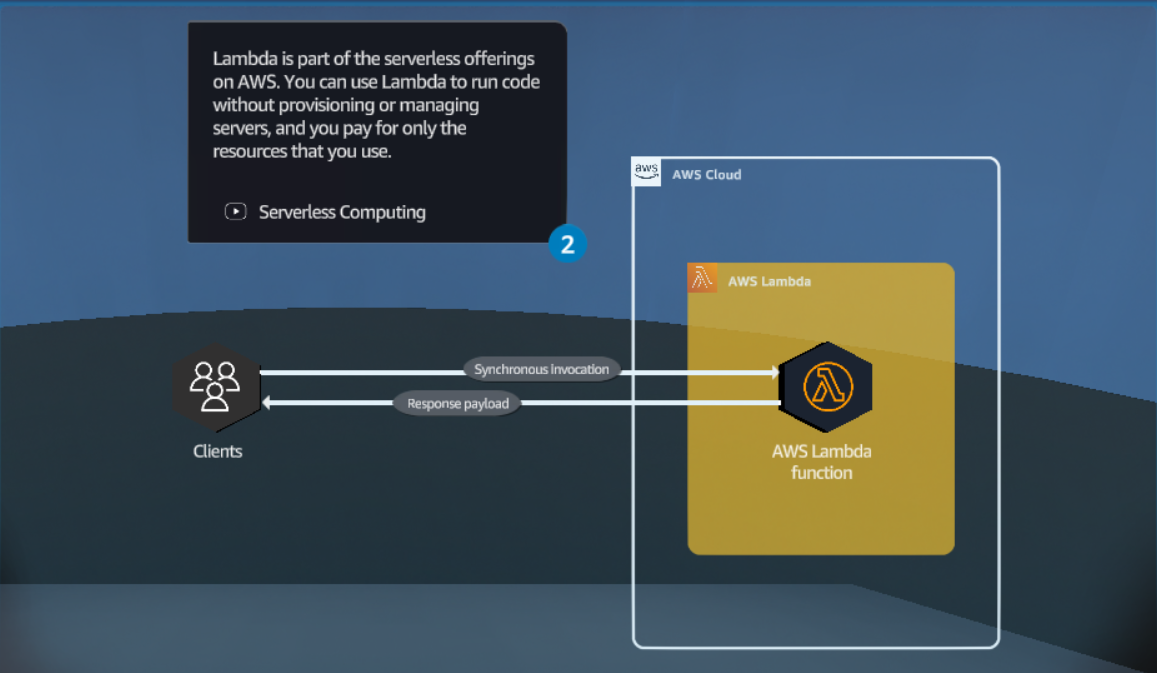 Lambda is part of the serverless offerings
on AWS. You can use Lambda to run code
without provisioning or managing
servers, and you pay for only the
resources that you use.
Serverless Computing
2
aws
AWS Cloud
AWS Lambda
Synchronous invocation
Response payload
Clients
AWS Lambda
function